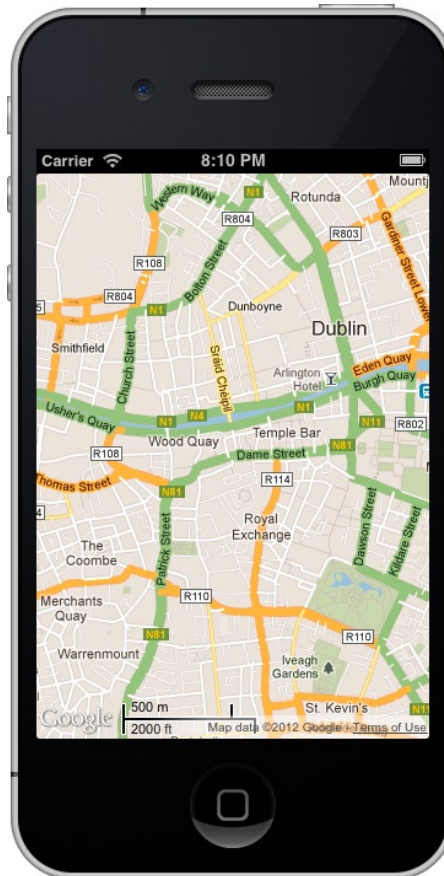 Carrier
8:10 PM
Western Way
N1
Rotunda
Mountj
R804
R803
Gardiner Street Lower
R108
Bolton Street
R804
N1
Dunboyne
Dublin
Smithfield
Church Street
Sráid Chéipil
Eden Quay
Arlington
Hotel
Burgh Quay
Usher's Quay
N1
N4
N1
N11
R802
Wood Quay
Temple Bar
N81
R108
Dame Street
Thomas Street
N81
R114
Dawson Street
Royal
Exchange
Kildare Street
The
Coombe
Patrick Street
Merchants
Quay
R110
N81
R110
Warrenmount
Iveagh
Gardens
St. Kevin's
N11
Google
500 m
2000 ft
Map data ©2012 Google - Terms of Use